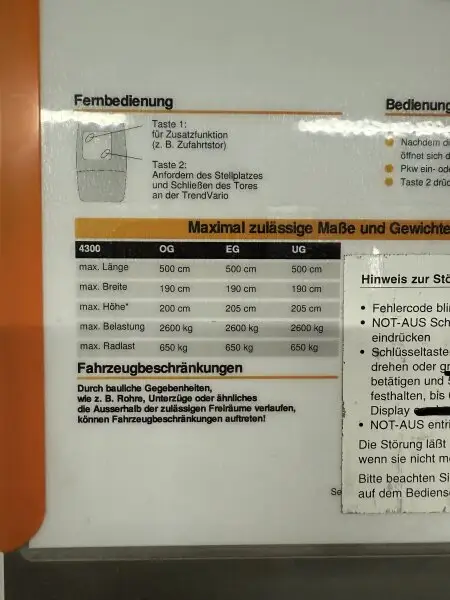 Fernbedienung
Taste 1:
für Zusatzfunktion
(z. B. Zufahrtstor)
Taste 2:
Anfordern des Stellplatzes
und Schließen des Tores
an der TrendVario
Bedienung
Nachdem d
öffnet sich d
Pkw ein- ode
Taste 2 drüc
Maximal zulässige Maße und Gewichte
4300 OG EG UG
max. Länge 500 cm 500 cm 500 cm
max. Breite 190 cm 190 cm 190 cm
max. Höhe* 200 cm 205 cm 205 cm
max. Belastung 2600 kg 2600 kg 2600 kg
max. Radlast 650 kg 650 kg 650 kg
Fahrzeugbeschränkungen
Durch bauliche Gegebenheiten,
wie z. B. Rohre, Unterzüge oder ähnliches
die Ausserhalb der zulässigen Freiräume verlaufen,
können Fahrzeugbeschränkungen auftreten!
Se
Hinweis zur Stö
• Fehlercode bli
• NOT-AUS Sch
eindrücken
• Schlüsseltaste
drehen oder
betätigen und
festhalten, bis
Display
• NOT-AUS entri
Die Störung läßt
wenn sie nicht m
Bitte beachten Si
auf dem Bediens